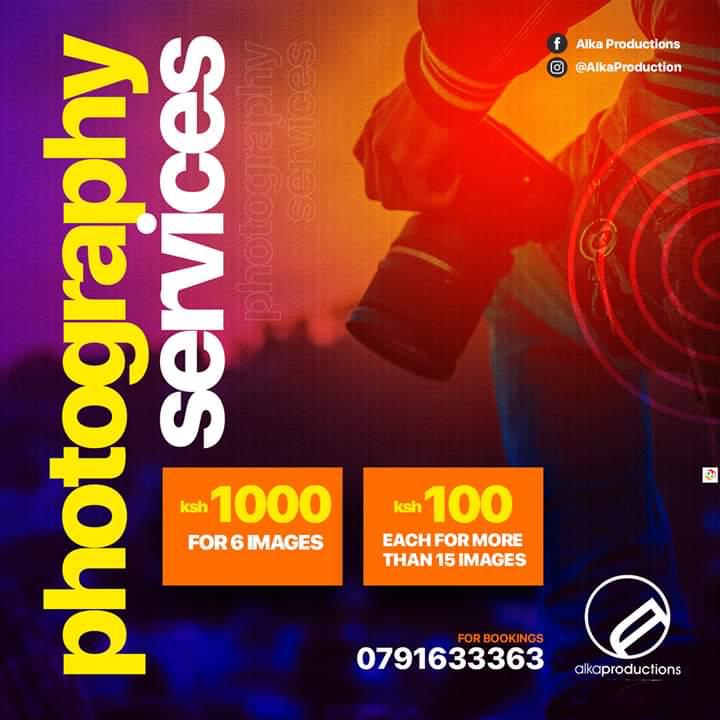 photography
services
photography
services
Alka Productions
@AlkaProduction
ksh 1000
FOR 6 IMAGES
ksh 100
EACH FOR MORE
THAN 15 IMAGES
FOR BOOKINGS
0791633363
alkaproductions